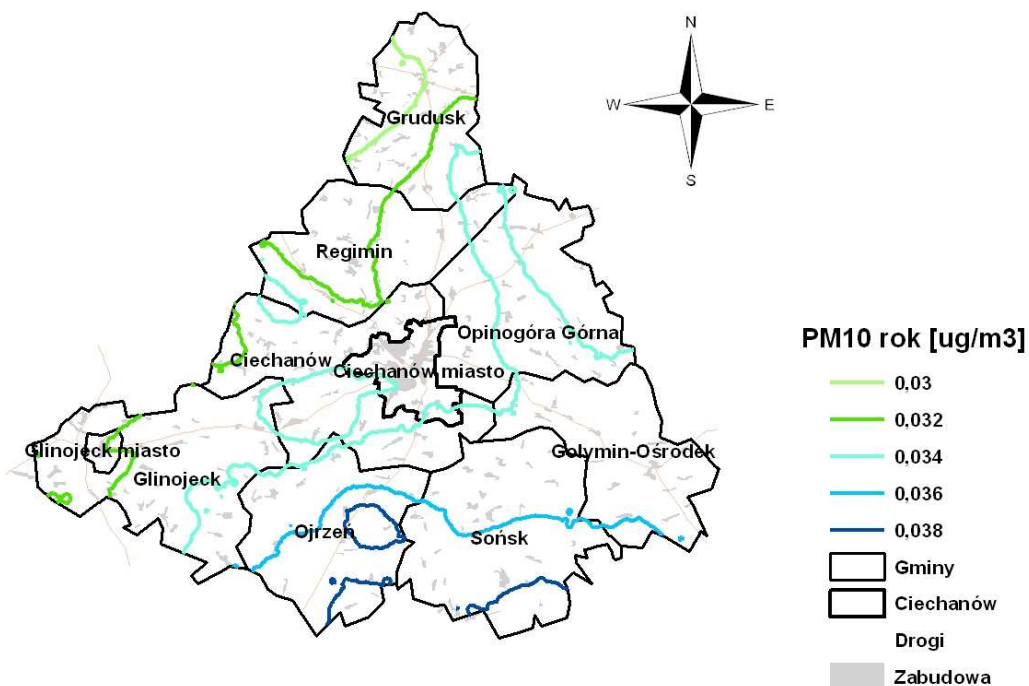 N
W
E
S
Grudusk
Regimin
Opinogóra Górna
Ciechanów
Ciechanów miasto
Glinojeck miasto
Glinojeck
Gołymin-Ośrodek
Ojrzeń
Sońsk
PM10 rok [ug/m3]
0,03
0,032
0,034
0,036
0,038
Gminy
Ciechanów
Drogi
Zabudowa